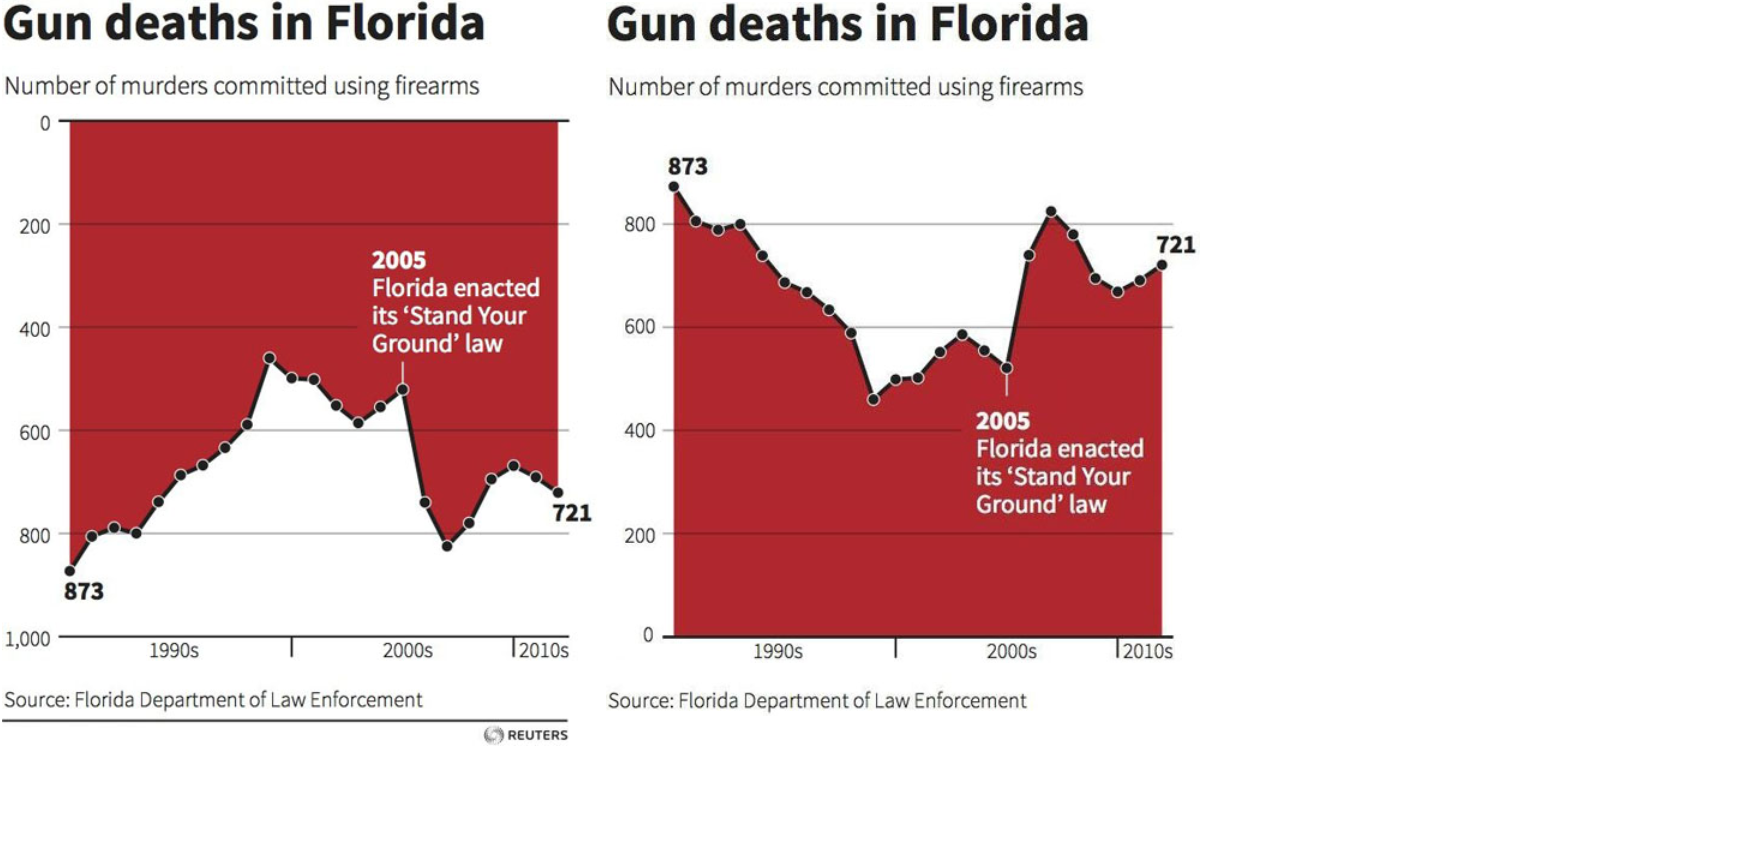 Gun deaths in Florida
Number of murders committed using firearms
0
200
400
600
800
1,000
2005
Florida enacted
its ‘Stand Your
Ground’ law
873
721
1990s
2000s
2010s
Source: Florida Department of Law Enforcement
REUTERS
Gun deaths in Florida
Number of murders committed using firearms
873
800
721
600
400
200
0
2005
Florida enacted
its ‘Stand Your
Ground’ law
1990s
2000s
2010s
Source: Florida Department of Law Enforcement